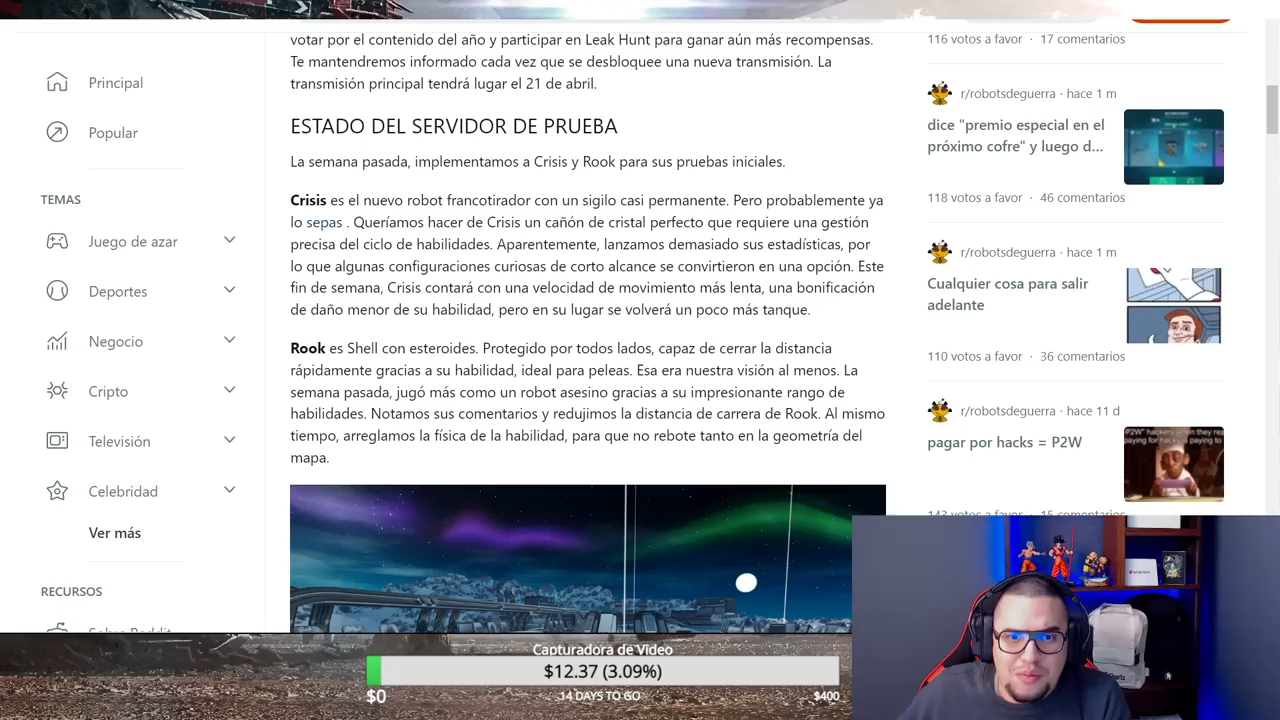 votar por el contenido del año y participar en Leak Hunt para ganar aún más recompensas.
Te mantendremos informado cada vez que se desbloquee una nueva transmisión. La
transmisión principal tendrá lugar el 21 de abril.
ESTADO DEL SERVIDOR DE PRUEBA
La semana pasada, implementamos a Crisis y Rook para sus pruebas iniciales.
Crisis es el nuevo robot francotirador con un sigilo casi permanente. Pero probablemente ya
lo sepas . Queríamos hacer de Crisis un cañón de cristal perfecto que requiere una gestión
precisa del ciclo de habilidades. Aparentemente, lanzamos demasiado sus estadísticas, por
lo que algunas configuraciones curiosas de corto alcance se convirtieron en una opción. Este
fin de semana, Crisis contará con una velocidad de movimiento más lenta, una bonificación
de daño menor de su habilidad, pero en su lugar se volverá un poco más tanque.
Rook es Shell con esteroides. Protegido por todos lados, capaz de cerrar la distancia
rápidamente gracias a su habilidad, ideal para peleas. Esa era nuestra visión al menos. La
semana pasada, jugó más como un robot asesino gracias a su impresionante rango de
habilidades. Notamos sus comentarios y redujimos la distancia de carrera de Rook. Al mismo
tiempo, arreglamos la física de la habilidad, para que no rebote tanto en la geometría del
mapa.
Principal
Popular
TEMAS
Juego de azar
Deportes
Negocio
Cripto
Televisión
Celebridad
Ver más
RECURSOS
Sobre Reddit
116 votos a favor · 17 comentarios
r/robotsdeguerra · hace 1 m
dice "premio especial en el
próximo cofre" y luego d...
118 votos a favor · 46 comentarios
r/robotsdeguerra · hace 1 m
Cualquier cosa para salir
adelante
110 votos a favor · 36 comentarios
r/robotsdeguerra · hace 11 d
pagar por hacks = P2W
143 votos a favor · 15 comentarios
Capturadora de Video
$12.37 (3.09%)
$0
14 DAYS TO GO
$400